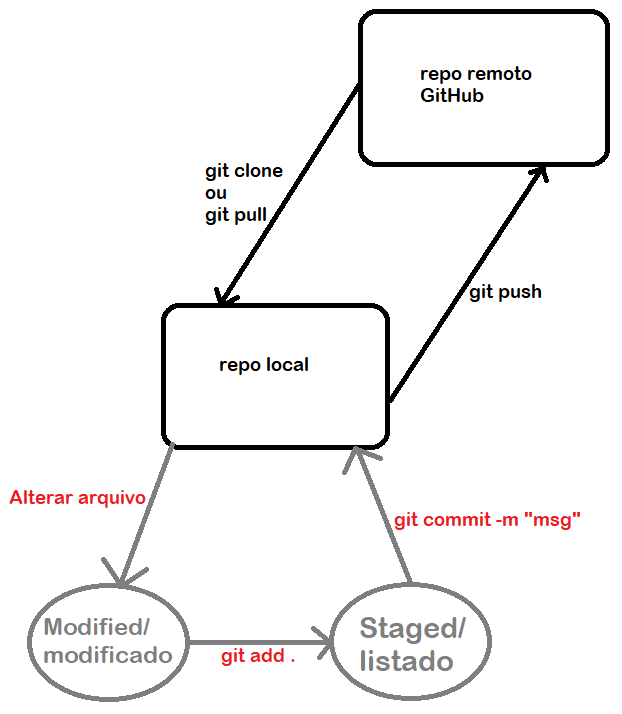 repo remoto
GitHub
git clone
ou
git pull
git push
repo local
Alterar arquivo
git commit -m "msg"
Modified/
modificado
git add .
Staged/
listado